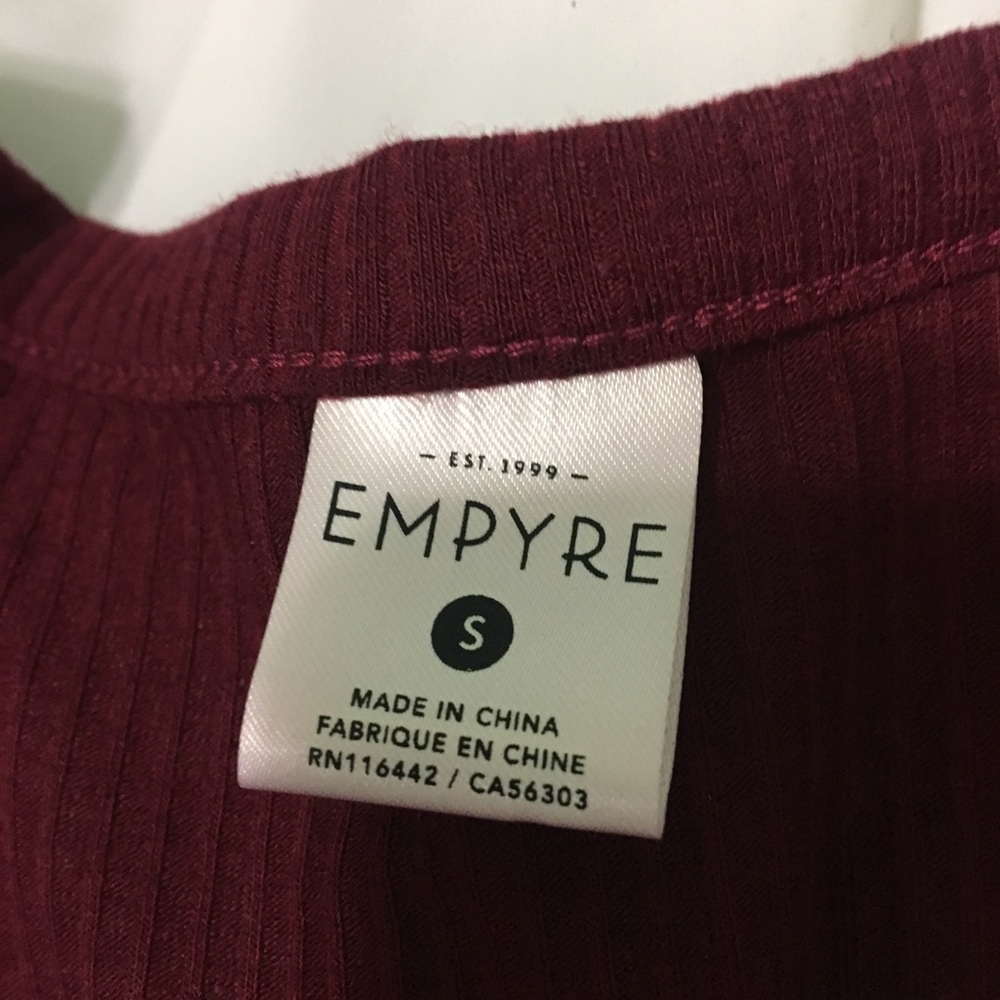 – EST. 1999 –
EMPYRE
S
MADE IN CHINA
FABRIQUE EN CHINE
RN116442 / CA56303